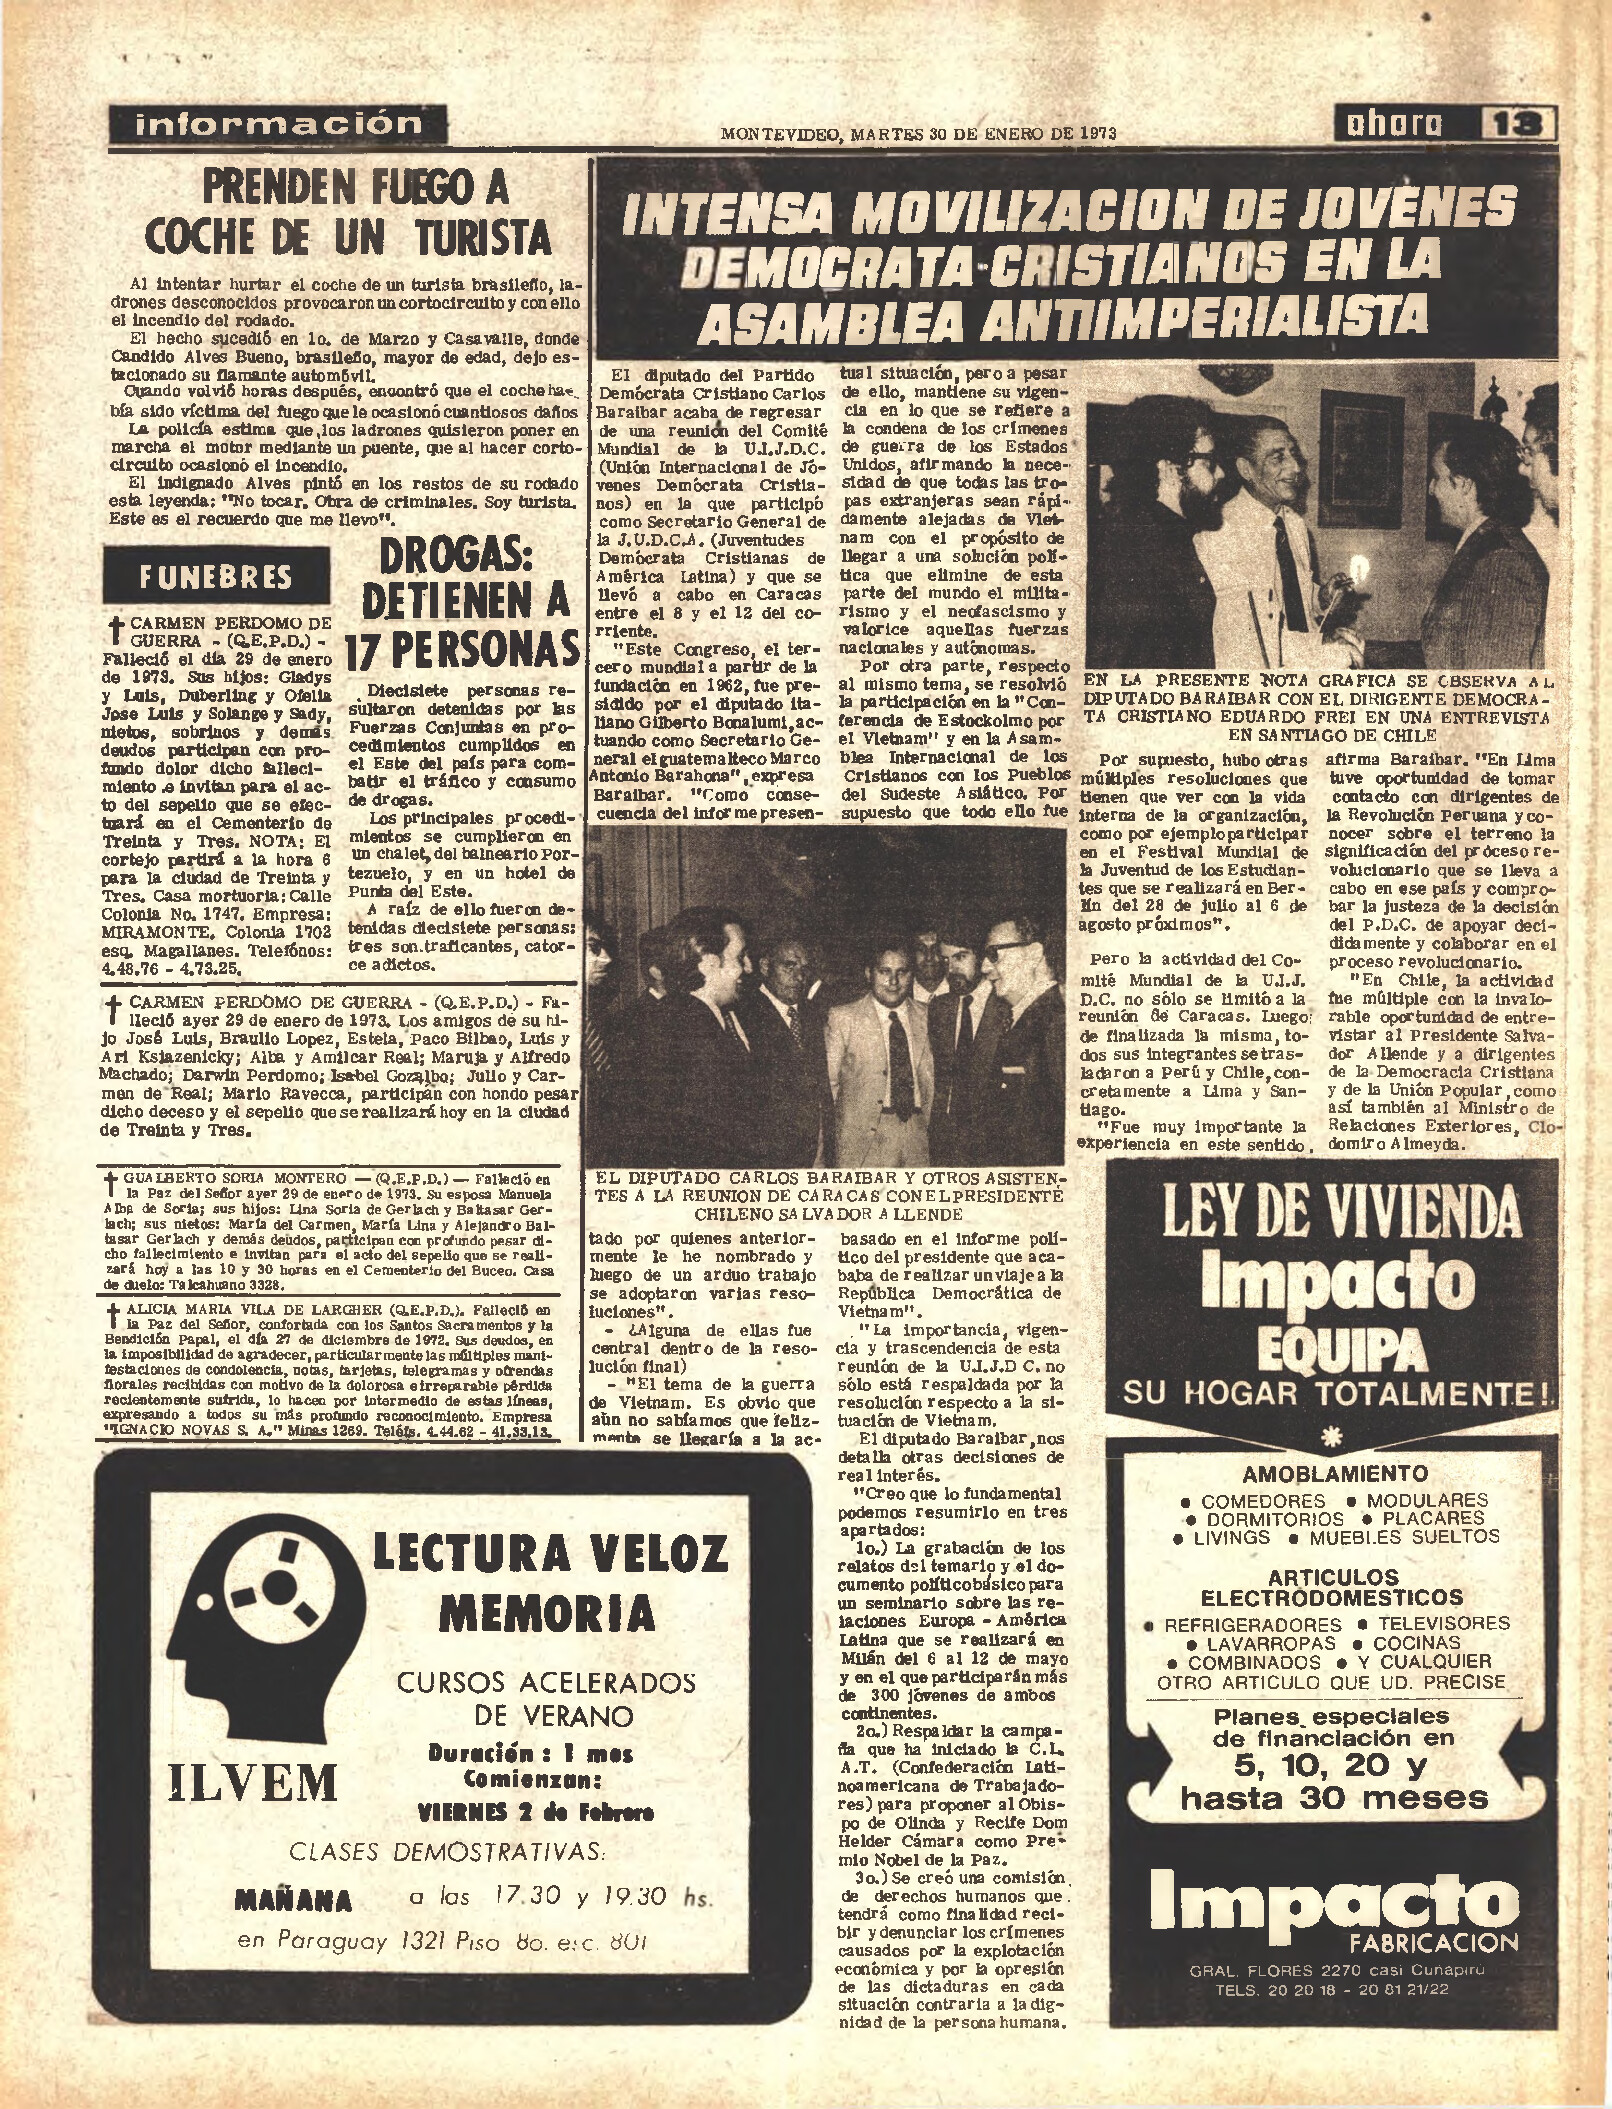 información
MONTEVIDEO, MARTES 30 DE ENERO DE 1973
ahora 13
PRENDEN FUEGO A
COCHE DE UN TURISTA
Al intentar hurtar el coche de un turista brasileño, la-
drones desconocidos provocaron un cortocircuito y con ello
el incendio del rodado.
El hecho sucedió en 1o. de Marzo y Casavalle, donde
Candido Alves Bueno, brasileño, mayor de edad, dejo es-
tacionado su flamante automóvil.
Cuando volvió horas después, encontró que el coche ha-
bía sido víctima del fuego que le ocasionó cuantiosos daños
La policía estima que los ladrones quisieron poner en
marcha el motor mediante un puente, que al hacer corto-
circuito ocasionó el incendio.
El indignado Alves pintó en los restos de su rodado
esta leyenda: "No tocar. Obra de criminales. Soy turista.
Este es el recuerdo que me llevo".
FUNEBRES
CARMEN PERDOMO DE
GUERRA - (Q.E.P.D.) -
Falleció el día 29 de enero
de 1973. Sus hijos: Gladys
y Luis, Duberling y Ofelia
Jose Luis y Solange y Sady,
nietos, sobrinos y demás
deudos participan con pro-
fundo dolor dicho falleci-
miento e invitan para el ac-
to del sepelio que se efec-
tuará en el Cementerio de
Treinta y Tres. NOTA: El
cortejo partirá a la hora 6
para la ciudad de Treinta y
Tres. Casa mortuoria: Calle
Colonia No. 1747. Empresa:
MIRAMONTE. Colonia 1702
esq. Magallanes. Telefónos:
4.48.76 - 4.73.25.
DROGAS:
DETIENEN A
17 PERSONAS
Diecisiete personas re-
sultaron detenidas por las
Fuerzas Conjuntas en pro-
cedimientos cumplidos en
el Este del país para com-
batir el tráfico y consumo
de drogas.
Los principales procedi-
mientos se cumplieron en
un chalet, del balneario Por-
tezuelo, y en un hotel de
Punta del Este.
A raíz de ello fueron de-
tenidas diecisiete personas:
tres son traficantes, cator-
ce adictos.
CARMEN PERDOMO DE GUERRA - (Q.E.P.D.) - Fa-
lleció ayer 29 de enero de 1973. Los amigos de su hi-
jo José Luis, Braulio Lopez, Estela, Paco Bilbao, Luis y
Ari Ksiazenicky; Alba y Amilcar Real; Maruja y Alfredo
Machado; Darwin Perdomo; Isabel Gozalbo; Julio y Car-
men de Real; Mario Ravecca, participan con hondo pesar
dicho deceso y el sepelio que se realizará hoy en la ciudad
de Treinta y Tres.
GUALBERTO SORIA MONTERO — (Q.E.P.D.) — Falleció en
la Paz del Señor ayer 29 de enero de 1973. Su esposa Manuela
Alba de Soria; sus hijos: Lina Soria de Gerlach y Baltasar Ger-
lach; sus nietos: María del Carmen, María Lina y Alejandro Bal-
tasar Gerlach y demás deudos, participan con profundo pesar di-
cho fallecimiento e invitan para el acto del sepelio que se reali-
zará hoy a las 10 y 30 horas en el Cementerio del Buceo. Casa
de duelo: Talcahuano 3328.
ALICIA MARIA VILA DE LARGHER (Q.E.P.D.). Falleció en
la Paz del Señor, confortada con los Santos Sacramentos y la
Bendición Papal, el día 27 de diciembre de 1972. Sus deudos, en
la imposibilidad de agradecer, particularmente las múltiples mani-
festaciones de condolencia, notas, tarjetas, telegramas y ofrendas
florales recibidas con motivo de la dolorosa e irreparable pérdida
recientemente sufrida, lo hacen por intermedio de estas líneas,
expresando a todos su más profundo reconocimiento. Empresa
"IGNACIO NOVAS S. A." Minas 1269. Teléfs. 4.44.62 - 41.33.13.
LECTURA VELOZ
MEMORIA
CURSOS ACELERADOS
DE VERANO
Duración: 1 mes
Comienzan:
VIERNES 2 de Febrero
ILVEM
CLASES DEMOSTRATIVAS:
MAÑANA a las 17.30 y 19.30 hs.
en Paraguay 1321 Piso 8o. esc. 801
INTENSA MOVILIZACION DE JOVENES
DEMOCRATA-CRISTIANOS EN LA
ASAMBLEA ANTIIMPERIALISTA
El diputado del Partido
Demócrata Cristiano Carlos
Baraibar acaba de regresar
de una reunión del Comité
Mundial de la U.I.J.D.C.
(Unión Internacional de Jó-
venes Demócrata Cristia-
nos) en la que participó
como Secretario General de
la J.U.D.C.A. (Juventudes
Demócrata Cristianas de
América Latina) y que se
llevó a cabo en Caracas
entre el 8 y el 12 del co-
rriente.
"Este Congreso, el ter-
cero mundial a partir de la
fundación en 1962, fue pre-
sidido por el diputado ita-
liano Gilberto Bonalumi, ac-
tuando como Secretario Ge-
neral el guatemalteco Marco
Antonio Barahona", expresa
Baraibar. "Como conse-
cuencia del informe presen-
tual situación, pero a pesar
de ello, mantiene su vigen-
cia en lo que se refiere a
la condena de los crímenes
de guerra de los Estados
Unidos, afirmando la nece-
sidad de que todas las tro-
pas extranjeras sean rápi-
damente alejadas de Viet-
nam con el propósito de
llegar a una solución polí-
tica que elimine de esta
parte del mundo el milita-
rismo y el neofascismo y
valorice aquellas fuerzas
nacionales y autónomas.
Por otra parte, respecto
al mismo tema, se resolvió
la participación en la "Con-
ferencia de Estockolmo por
el Vietnam" y en la Asam-
blea Internacional de los
Cristianos con los Pueblos
del Sudeste Asiático. Por
supuesto que todo ello fue
EN LA PRESENTE NOTA GRAFICA SE OBSERVA AL
DIPUTADO BARAIBAR CON EL DIRIGENTE DEMOCRA-
TA CRISTIANO EDUARDO FREI EN UNA ENTREVISTA
EN SANTIAGO DE CHILE
Por supuesto, hubo otras
múltiples resoluciones que
tienen que ver con la vida
interna de la organización,
como por ejemplo participar
en el Festival Mundial de
la Juventud de los Estudian-
tes que se realizará en Ber-
lín del 28 de julio al 6 de
agosto próximos".
Pero la actividad del Co-
mité Mundial de la U.I.J.
D.C. no sólo se limitó a la
reunión de Caracas. Luego
de finalizada la misma, to-
dos sus integrantes se tras-
ladaron a Perú y Chile, con-
cretamente a Lima y San-
tiago.
"Fue muy importante la
experiencia en este sentido,
afirma Baraibar. "En Lima
tuve oportunidad de tomar
contacto con dirigentes de
la Revolución Peruana y co-
nocer sobre el terreno la
significación del proceso re-
volucionario que se lleva a
cabo en ese país y compro-
bar la justeza de la decisión
del P.D.C. de apoyar deci-
didamente y colaborar en el
proceso revolucionario.
"En Chile, la actividad
fue múltiple con la invalo-
rable oportunidad de entre-
vistar al Presidente Salva-
dor Allende y a dirigentes
de la Democracia Cristiana
y de la Unión Popular, como
así también al Ministro de
Relaciones Exteriores, Clo-
domiro Almeyda.
EL DIPUTADO CARLOS BARAIBAR Y OTROS ASISTEN-
TES A LA REUNION DE CARACAS CON EL PRESIDENTE
CHILENO SALVADOR ALLENDE
tado por quienes anterior-
mente le he nombrado y
luego de un arduo trabajo
se adoptaron varias reso-
luciones".
- ¿Alguna de ellas fue
central dentro de la reso-
lución final)
- "El tema de la guerra
de Vietnam. Es obvio que
aún no sabíamos que feliz-
mente se llegaría a la ac-
basado en el informe polí-
tico del presidente que aca-
baba de realizar un viaje a la
República Democrática de
Vietnam".
"La importancia, vigen-
cia y trascendencia de esta
reunión de la U.I.J.D C. no
sólo está respaldada por la
resolución respecto a la si-
tuación de Vietnam.
El diputado Baraibar, nos
detalla otras decisiones de
real interés.
"Creo que lo fundamental
podemos resumirlo en tres
apartados:
1o.) La grabación de los
relatos del temario y el do-
cumento político básico para
un seminario sobre las re-
laciones Europa - América
Latina que se realizará en
Milán del 6 al 12 de mayo
y en el que participarán más
de 300 jóvenes de ambos
continentes.
2o.) Respaldar la campa-
ña que ha iniciado la C.L.
A.T. (Confederación Lati-
noamericana de Trabajado-
res) para proponer al Obis-
po de Olinda y Recife Dom
Helder Cámara como Pre-
mio Nobel de la Paz.
3o.) Se creó una comisión
de derechos humanos que
tendrá como finalidad reci-
bir y denunciar los crímenes
causados por la explotación
económica y por la opresión
de las dictaduras en cada
situación contraria a la dig-
nidad de la persona humana.
LEY DE VIVIENDA
Impacto
EQUIPA
SU HOGAR TOTALMENTE!
AMOBLAMIENTO
• COMEDORES • MODULARES
• DORMITORIOS • PLACARES
• LIVINGS • MUEBLES SUELTOS
ARTICULOS
ELECTRODOMESTICOS
• REFRIGERADORES • TELEVISORES
• LAVARROPAS • COCINAS
• COMBINADOS • Y CUALQUIER
OTRO ARTICULO QUE UD. PRECISE
Planes especiales
de financiación en
5, 10, 20 y
hasta 30 meses
Impacto
FABRICACION
GRAL. FLORES 2270 casi Cuñapirú
TELS. 20 20 18 - 20 81 21/22